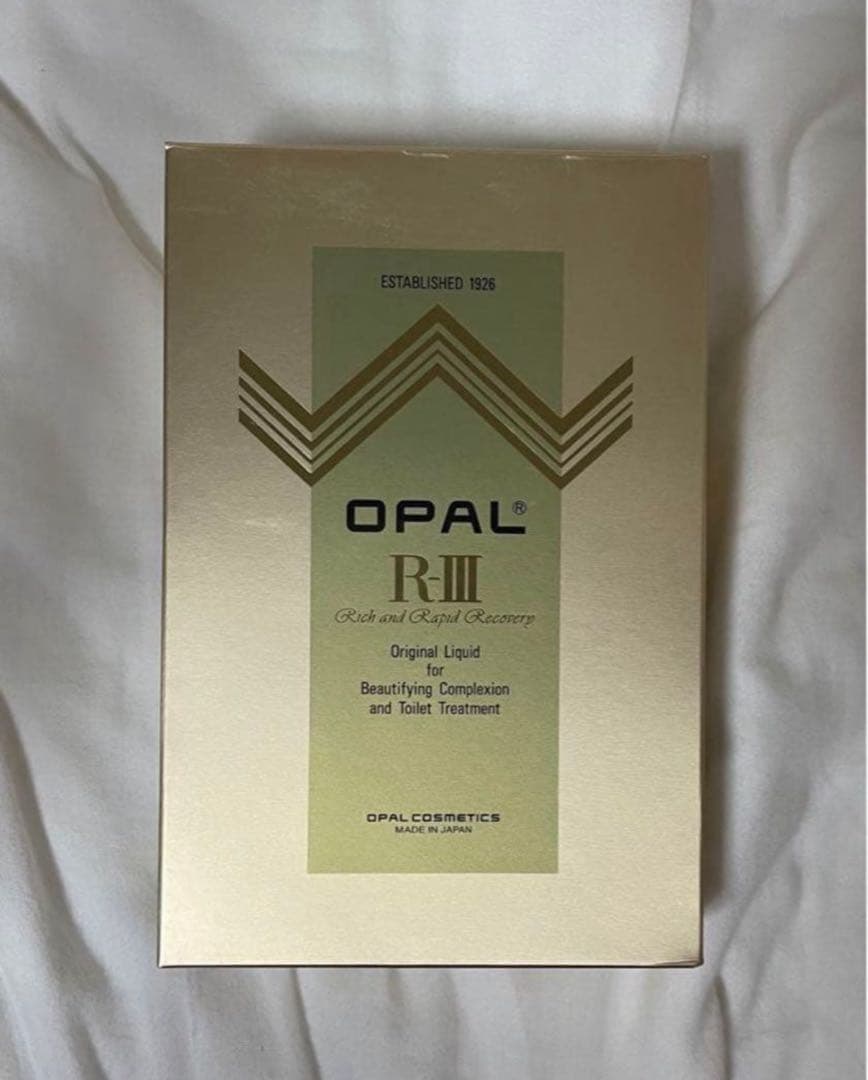 ESTABLISHED 1926
OPAL®
R-III
Rich and Rapid Recovery
Original Liquid
for
Beautifying Complexion
and Toilet Treatment
OPAL COSMETICS
MADE IN JAPAN